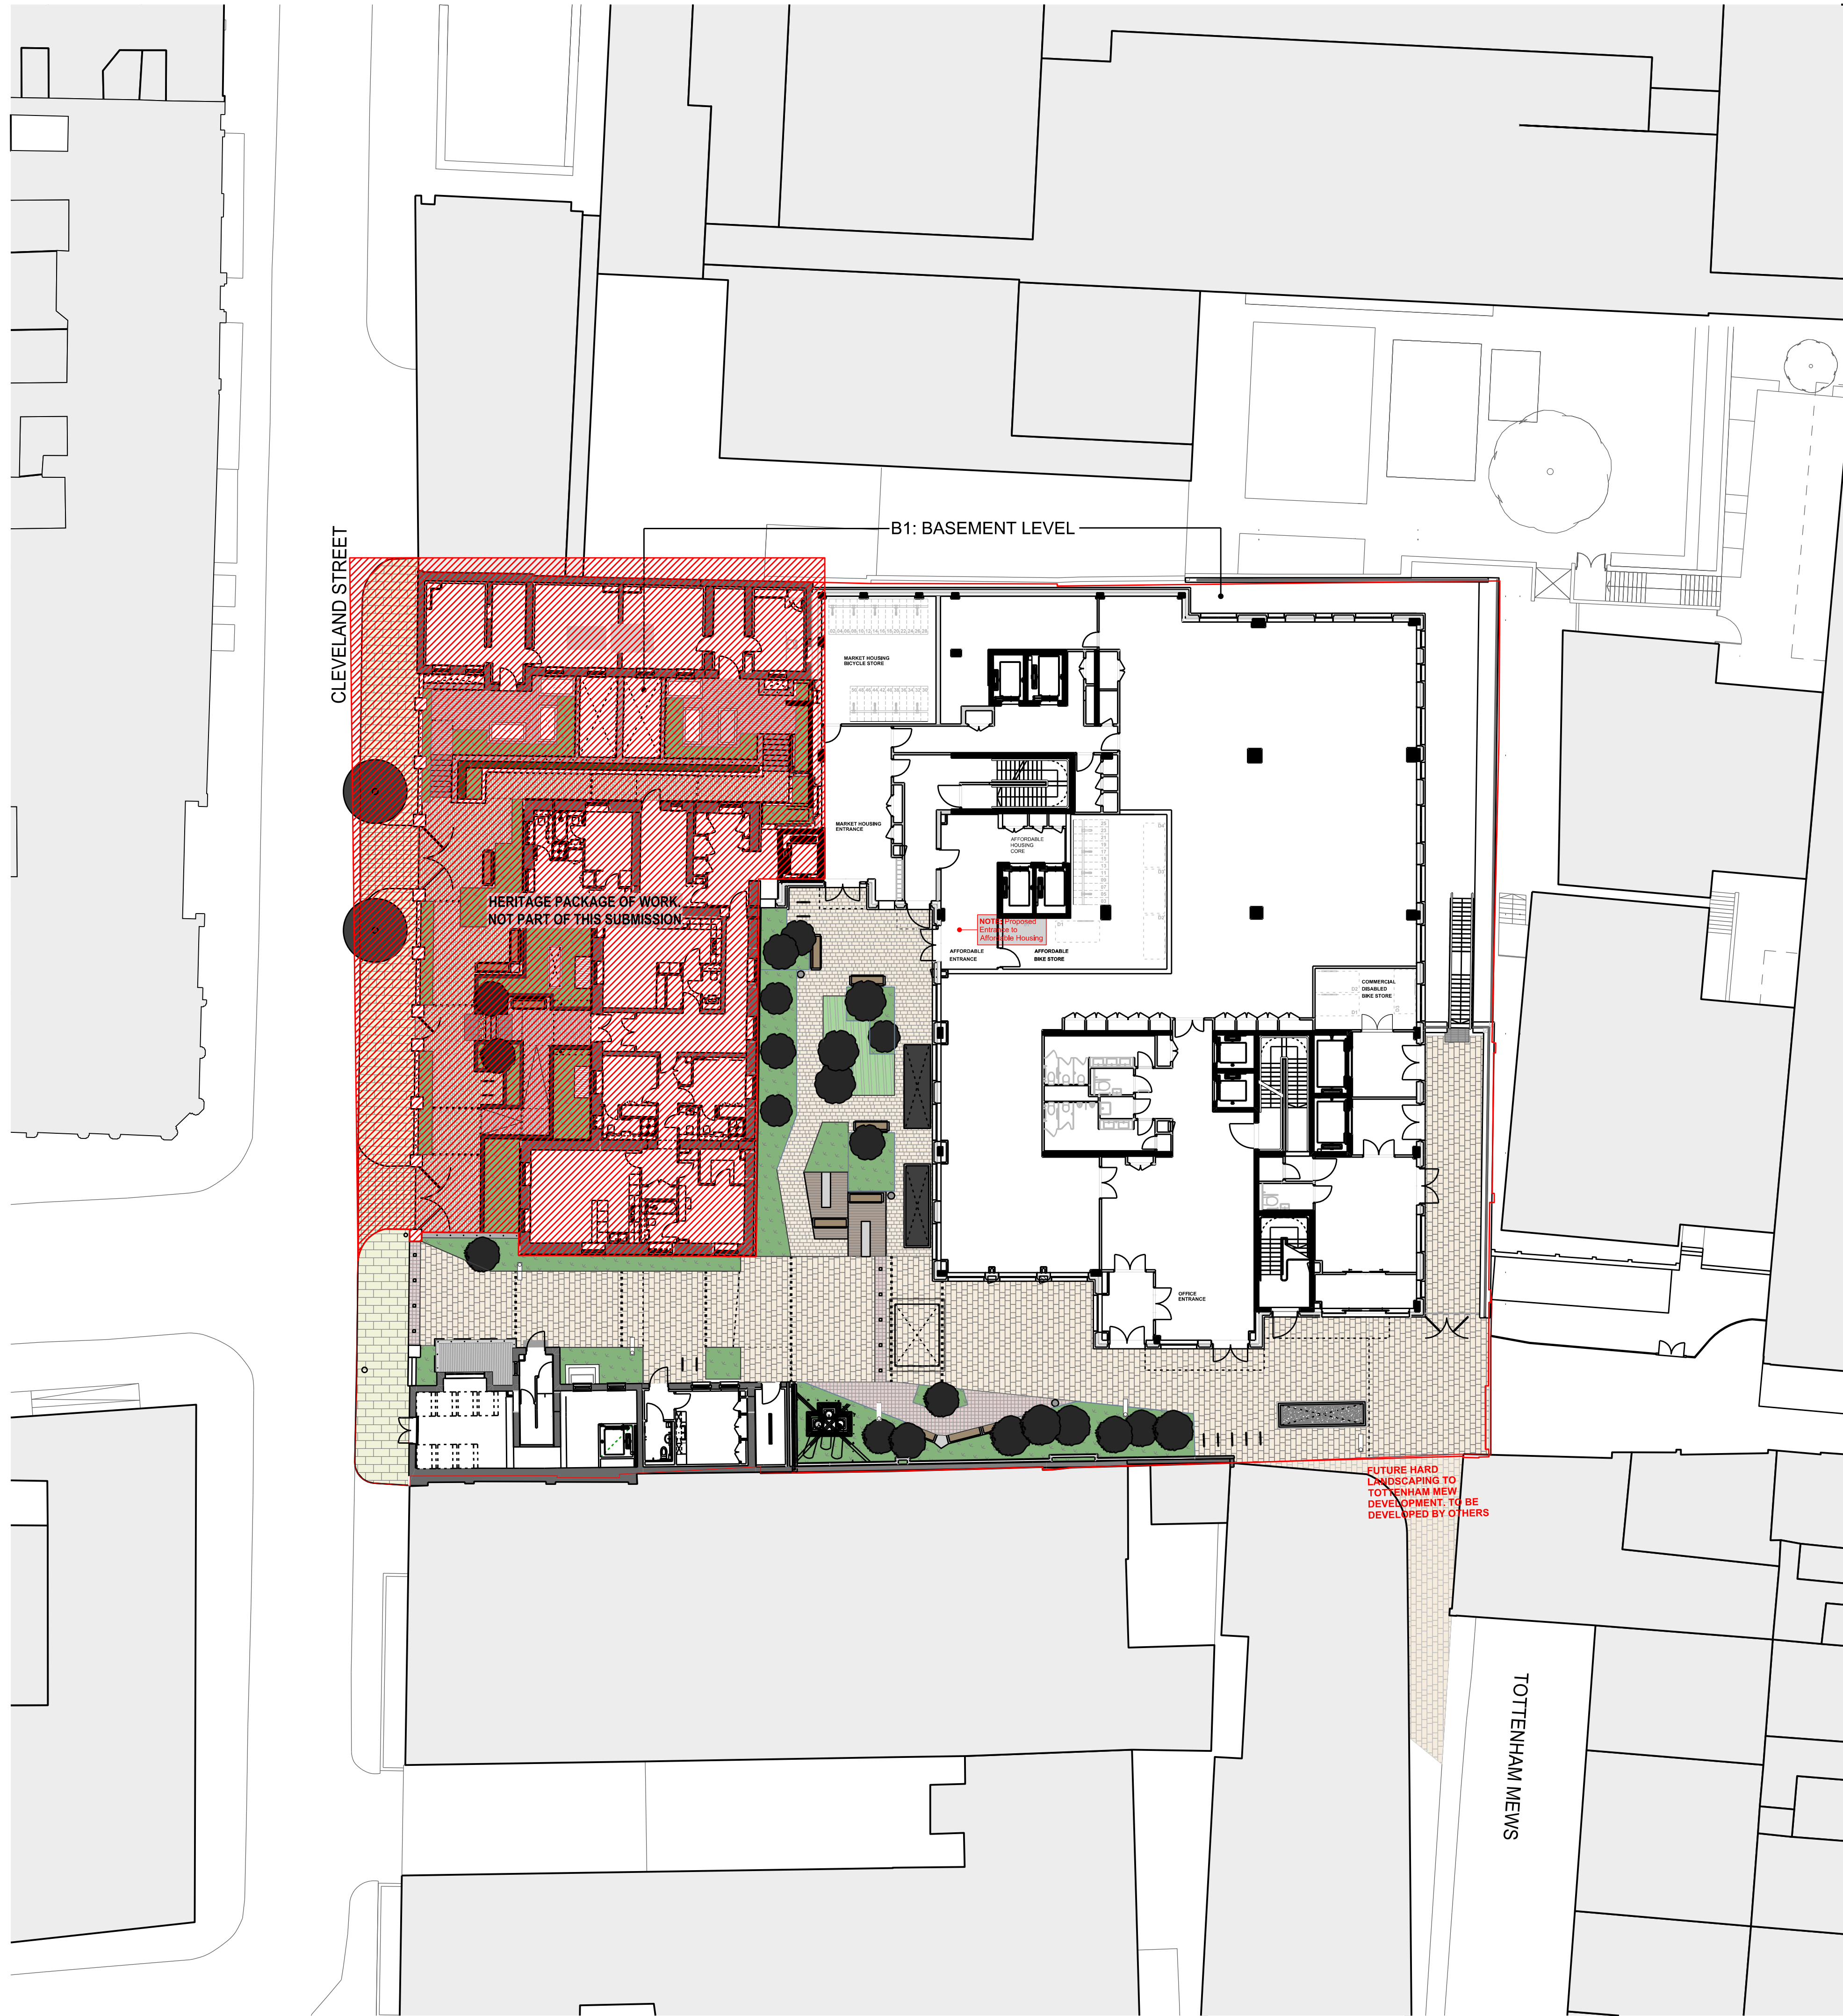 B1: BASEMENT LEVEL
CLEVELAND STREET
MARKET HOUSING
BICYCLE STORE
MARKET HOUSING
ENTRANCE
AFFORDABLE
HOUSING
CORE
HERITAGE PACKAGE OF WORK.
NOT PART OF THIS SUBMISSION
NOTE: Proposed
Entrance to
Affordable Housing
AFFORDABLE
ENTRANCE
AFFORDABLE
BIKE STORE
COMMERCIAL
DISABLED
BIKE STORE
D1
OFFICE
ENTRANCE
FUTURE HARD
LANDSCAPING TO
TOTTENHAM MEW
DEVELOPMENT. TO BE
DEVELOPED BY OTHERS
TOTTENHAM MEWS